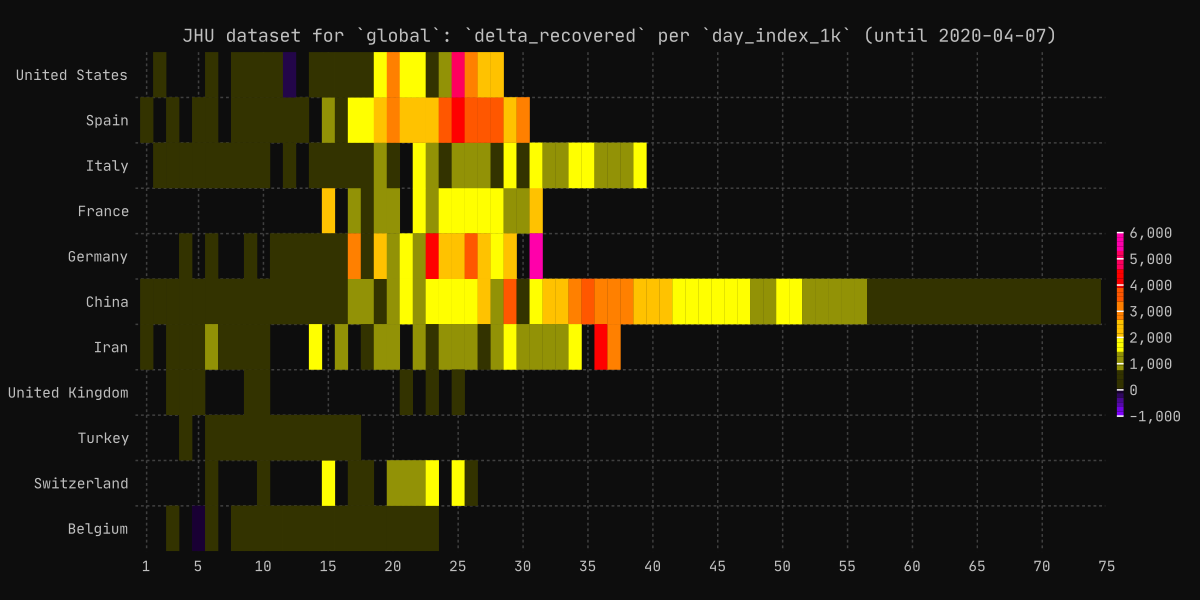 JHU dataset for `global`: `delta_recovered` per `day_index_1k` (until 2020-04-07)
United States
Spain
Italy
France
Germany
China
Iran
United Kingdom
Turkey
Switzerland
Belgium
6,000
5,000
4,000
3,000
2,000
1,000
0
−1,000
1 5 10 15 20 25 30 35 40 45 50 55 60 65 70 75